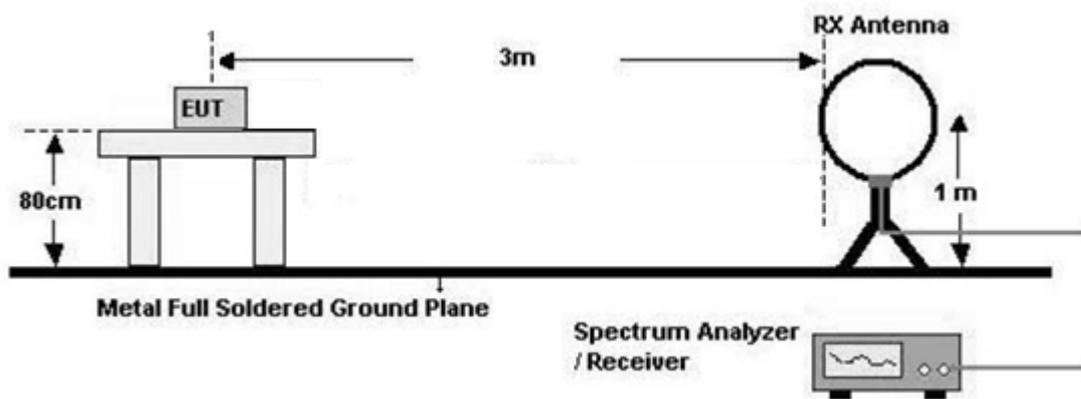 RX Antenna
3m
EUT
80cm
1 m
Metal Full Soldered Ground Plane
Spectrum Analyzer
/ Receiver